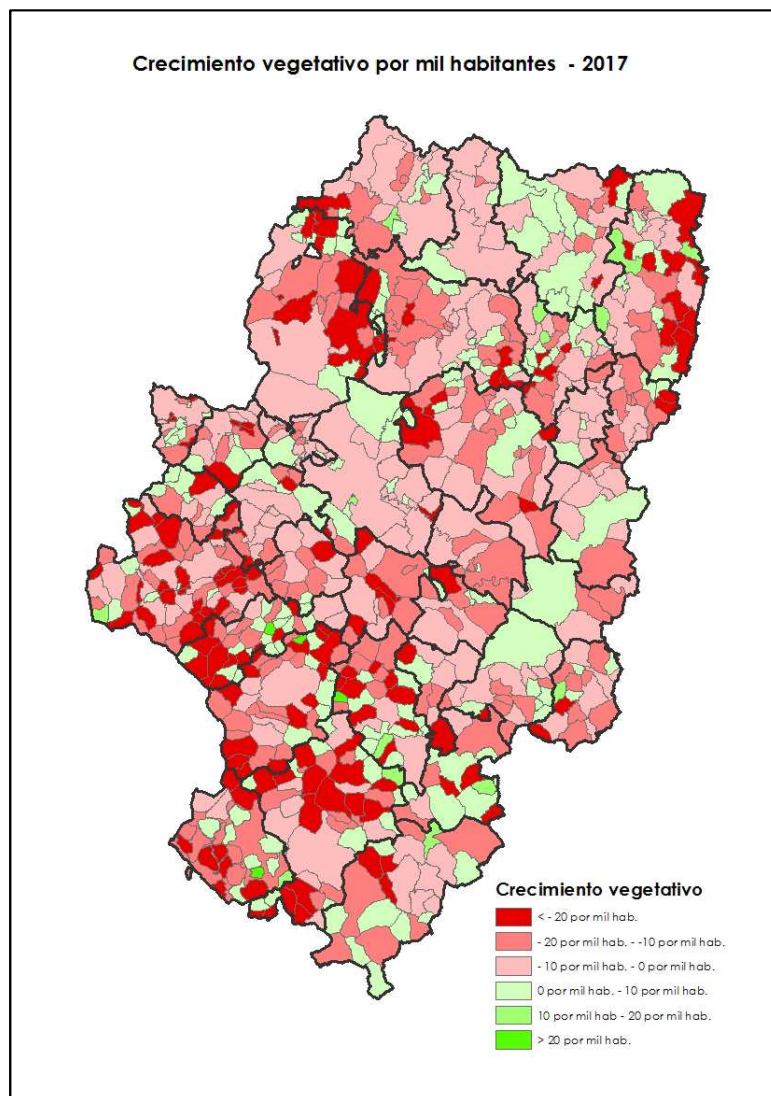 Crecimiento vegetativo por mil habitantes - 2017
Crecimiento vegetativo
< - 20 por mil hab.
- 20 por mil hab. - -10 por mil hab.
- 10 por mil hab. - 0 por mil hab.
0 por mil hab. - 10 por mil hab.
10 por mil hab - 20 por mil hab.
> 20 por mil hab.